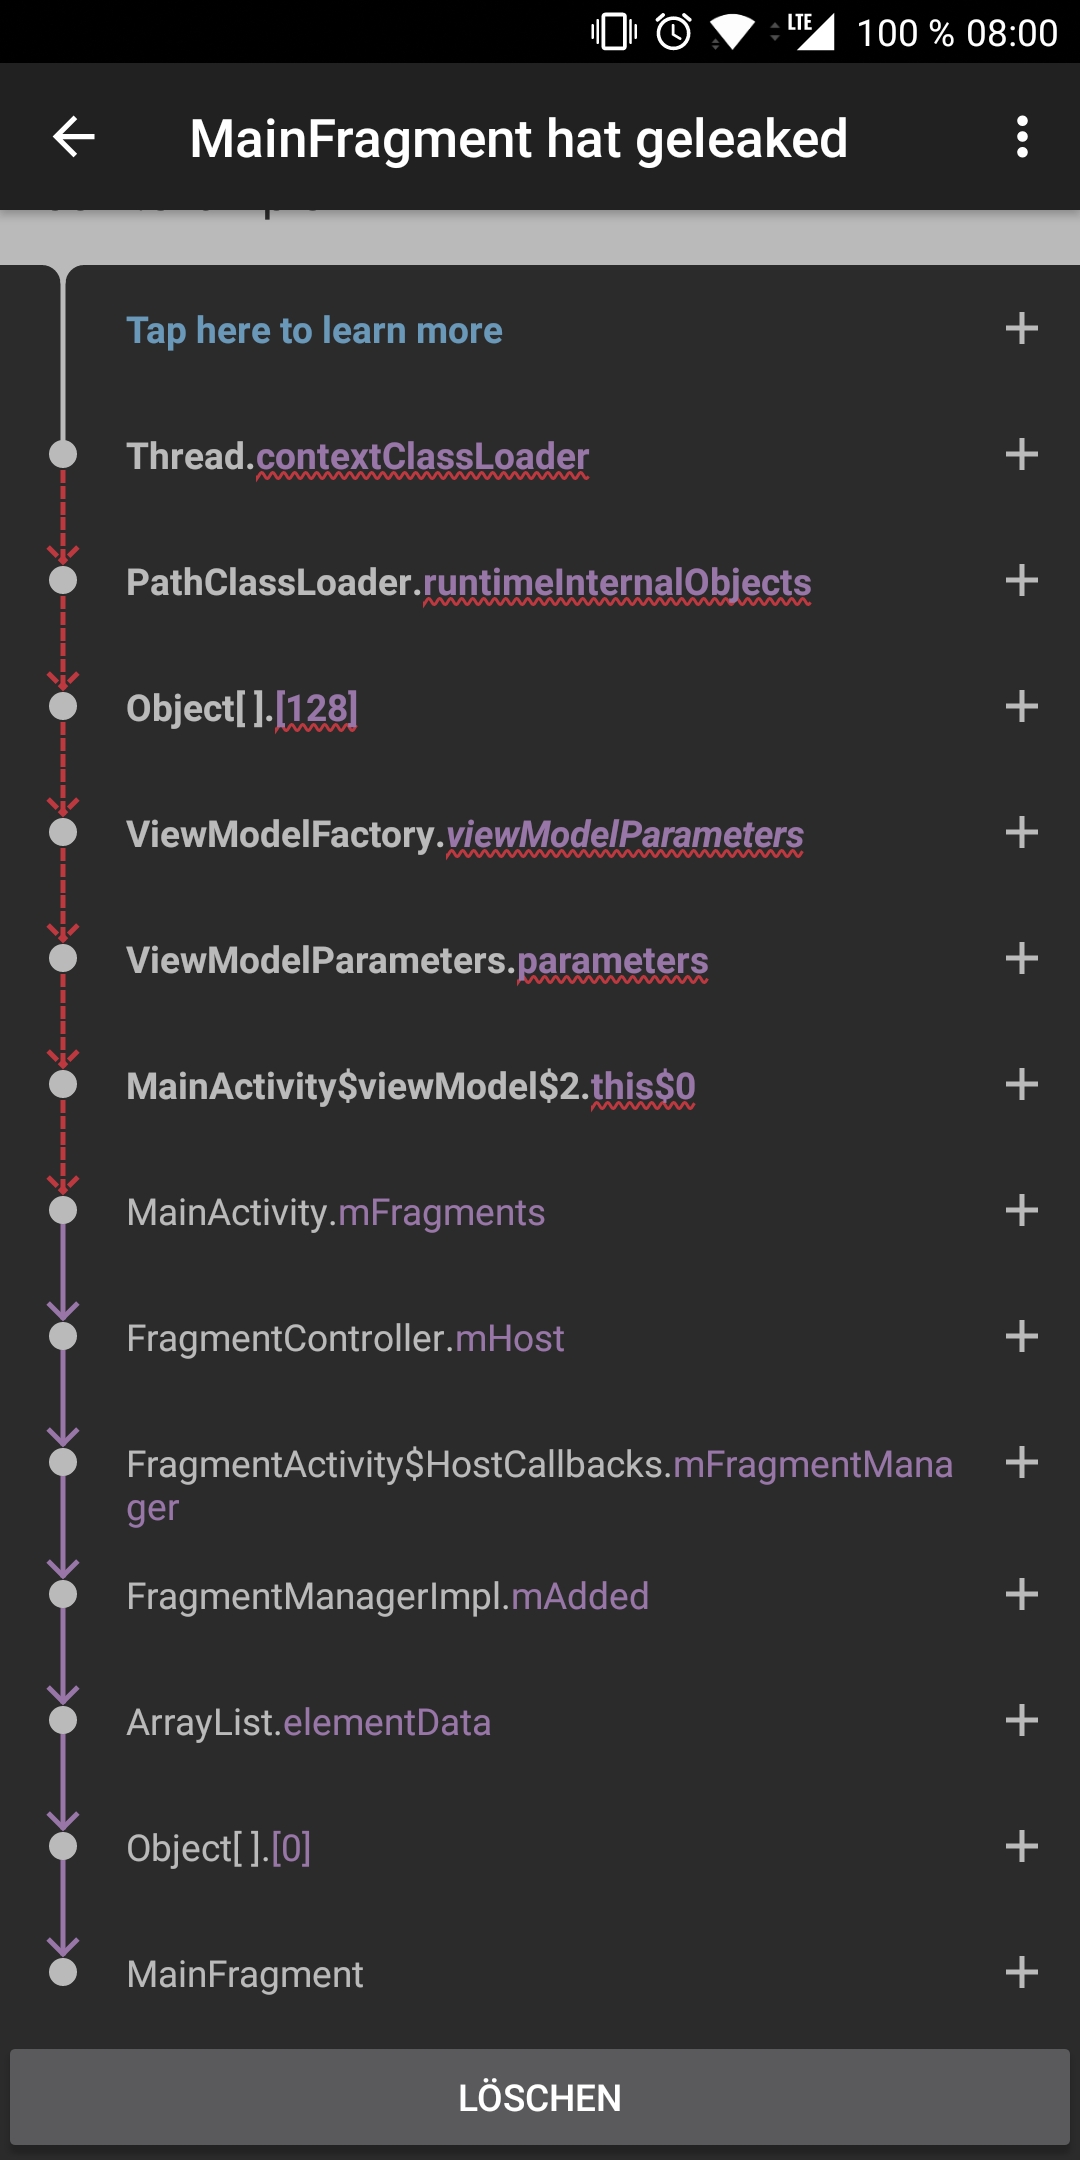 LTE 100 % 08:00
MainFragment hat geleaked
Tap here to learn more
Thread.contextClassLoader
PathClassLoader.runtimeInternalObjects
Object[ ].[128]
ViewModelFactory.viewModelParameters
ViewModelParameters.parameters
MainActivity$viewModel$2.this$0
MainActivity.mFragments
FragmentController.mHost
FragmentActivity$HostCallbacks.mFragmentMana
ger
FragmentManagerImpl.mAdded
ArrayList.elementData
Object[ ].[0]
MainFragment
LÖSCHEN